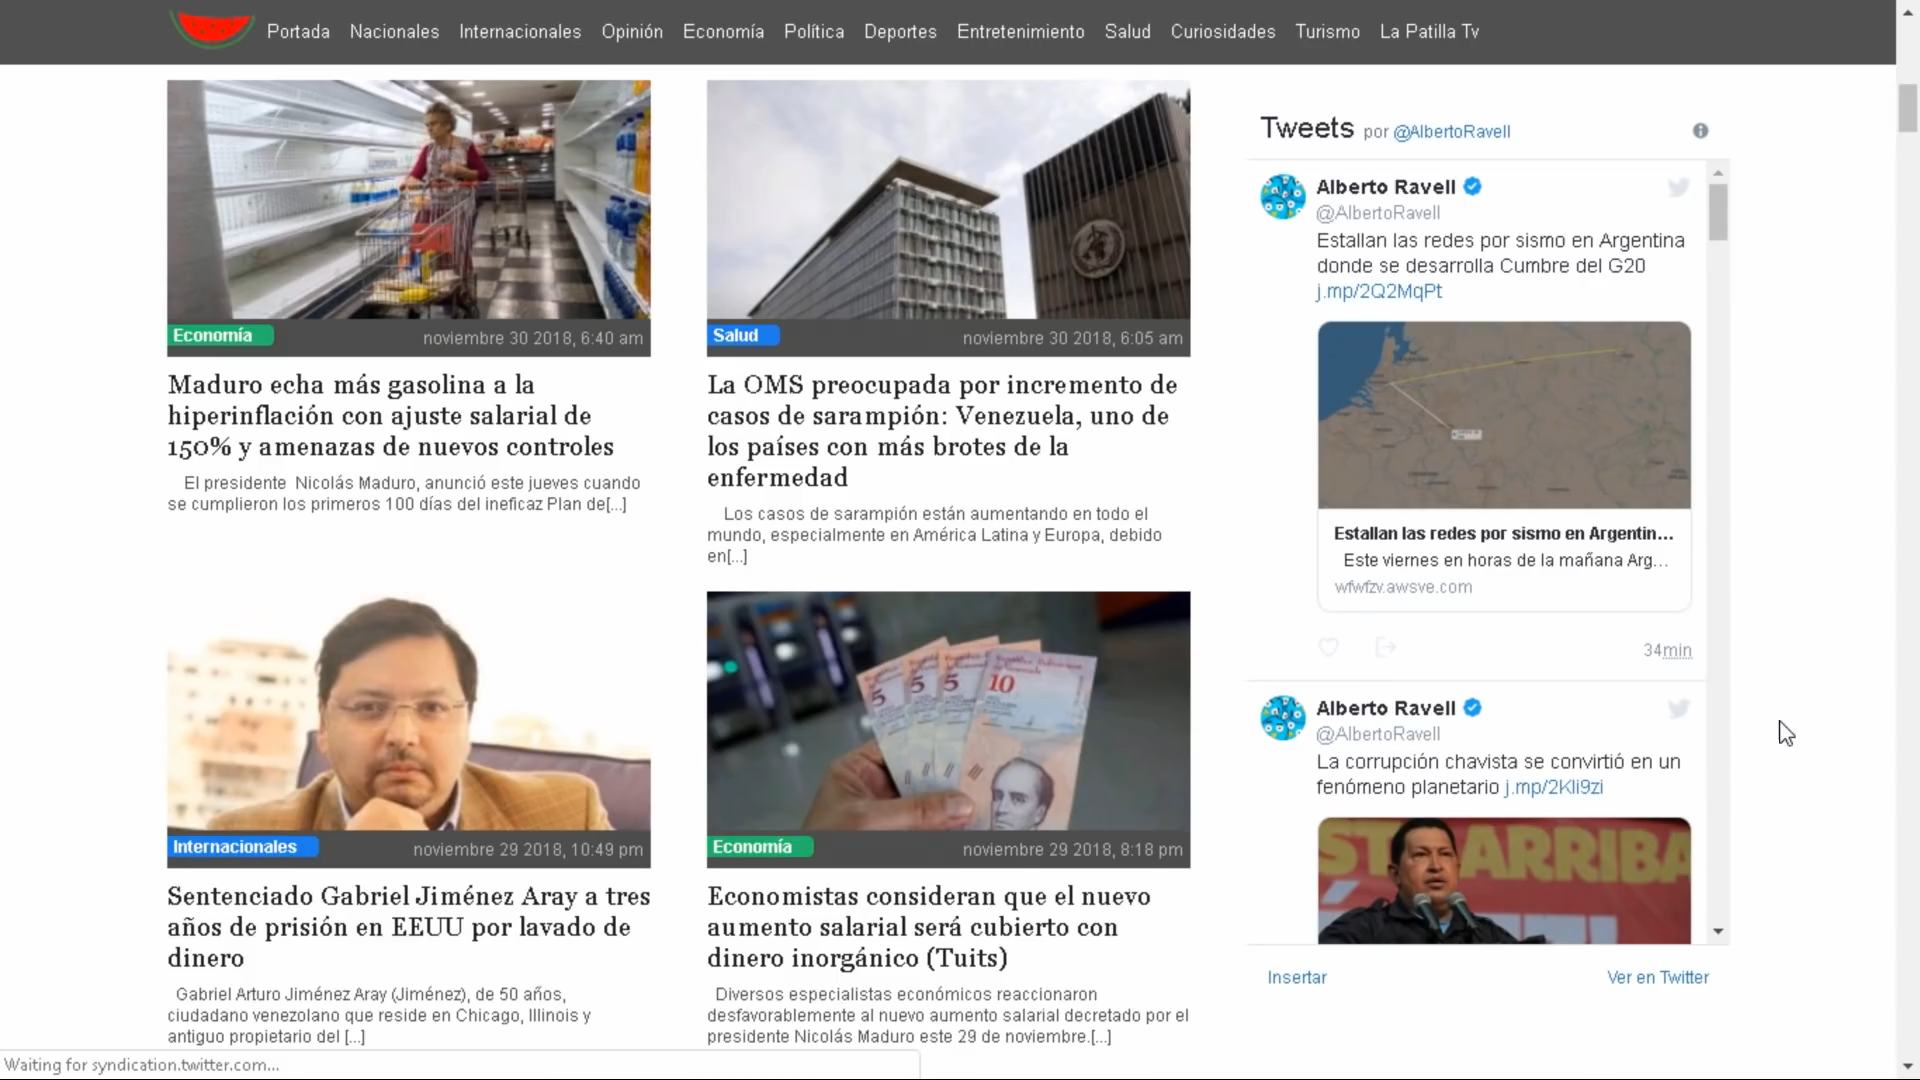 Portada Nacionales Internacionales Opinión Economía Política Deportes Entretenimiento Salud Curiosidades Turismo La Patilla Tv
Economía
noviembre 30 2018, 6:40 am
Maduro echa más gasolina a la
hiperinflación con ajuste salarial de
150% y amenazas de nuevos controles
El presidente Nicolás Maduro, anunció este jueves cuando
se cumplieron los primeros 100 días del ineficaz Plan de[...]
Salud
noviembre 30 2018, 6:05 am
La OMS preocupada por incremento de
casos de sarampión: Venezuela, uno de
los países con más brotes de la
enfermedad
Los casos de sarampión están aumentando en todo el
mundo, especialmente en América Latina y Europa, debido
en[...]
Internacionales
noviembre 29 2018, 10:49 pm
Sentenciado Gabriel Jiménez Aray a tres
años de prisión en EEUU por lavado de
dinero
Gabriel Arturo Jiménez Aray (Jiménez), de 50 años,
ciudadano venezolano que reside en Chicago, Illinois y
antiguo propietario del [...]
5 5 5 10
Economía
noviembre 29 2018, 8:18 pm
Economistas consideran que el nuevo
aumento salarial será cubierto con
dinero inorgánico (Tuits)
Diversos especialistas económicos reaccionaron
desfavorablemente al nuevo aumento salarial decretado por el
presidente Nicolás Maduro este 29 de noviembre.[...]
Tweets por @AlbertoRavell
Alberto Ravell
@AlbertoRavell
Estallan las redes por sismo en Argentina
donde se desarrolla Cumbre del G20
j.mp/2Q2MqPt
Estallan las redes por sismo en Argentin...
Este viernes en horas de la mañana Arg...
wfwfzv.awsve.com
34min
Alberto Ravell
@AlbertoRavell
La corrupción chavista se convirtió en un
fenómeno planetario j.mp/2Kli9zi
ARRIBA
Insertar
Ver en Twitter
Waiting for syndication.twitter.com...